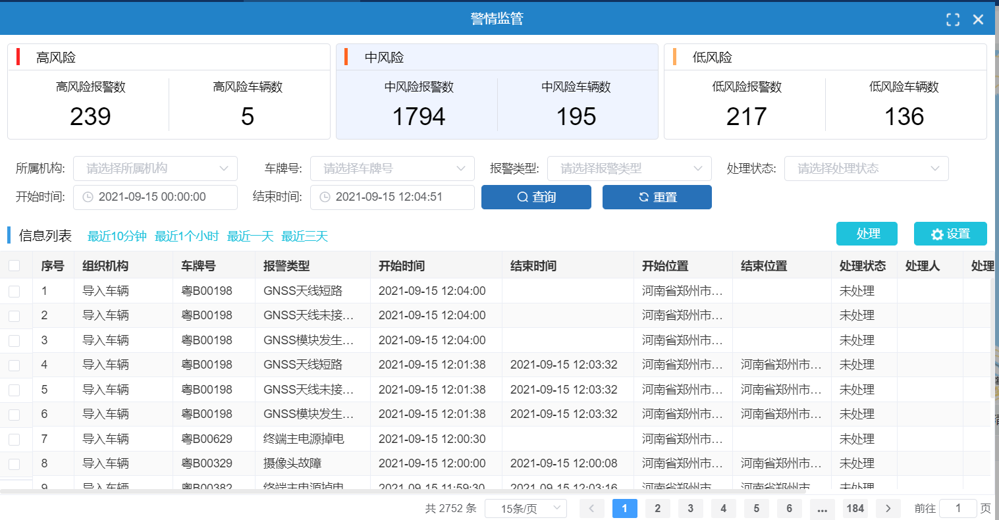 警情监管
高风险 中风险 低风险
高风险报警数 高风险车辆数 中风险报警数 中风险车辆数 低风险报警数 低风险车辆数
239 5 1794 195 217 136
所属机构: 请选择所属机构 车牌号: 请选择车牌号 报警类型: 请选择报警类型 处理状态: 请选择处理状态
开始时间: 2021-09-15 00:00:00 结束时间: 2021-09-15 12:04:51 查询 重置
信息列表 最近10分钟 最近1个小时 最近一天 最近三天 处理 设置
序号 组织机构 车牌号 报警类型 开始时间 结束时间 开始位置 结束位置 处理状态 处理人 处理
1 导入车辆 粤B00198 GNSS天线短路 2021-09-15 12:04:00 河南省郑州市... 未处理
2 导入车辆 粤B00198 GNSS天线未接... 2021-09-15 12:04:00 河南省郑州市... 未处理
3 导入车辆 粤B00198 GNSS模块发生... 2021-09-15 12:04:00 河南省郑州市... 未处理
4 导入车辆 粤B00198 GNSS天线短路 2021-09-15 12:01:38 2021-09-15 12:03:32 河南省郑州市... 河南省郑州市... 未处理
5 导入车辆 粤B00198 GNSS天线未接... 2021-09-15 12:01:38 2021-09-15 12:03:32 河南省郑州市... 河南省郑州市... 未处理
6 导入车辆 粤B00198 GNSS模块发生... 2021-09-15 12:01:38 2021-09-15 12:03:32 河南省郑州市... 河南省郑州市... 未处理
7 导入车辆 粤B00629 终端主电源掉电 2021-09-15 12:00:30 河南省郑州市... 未处理
8 导入车辆 粤B00329 摄像头故障 2021-09-15 12:00:00 2021-09-15 12:00:08 河南省郑州市... 河南省郑州市... 未处理
9 导入车辆 粤B00382 终端主电源掉电 2021-09-15 11:59:30 2021-09-15 12:03:16 河南省郑州市... 河南省郑州市... 未处理
共 2752 条 15条/页 1 2 3 4 5 6 ... 184 前往 1 页